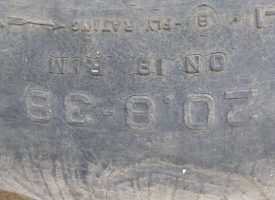 20.8-38
ON 18 RIM
8 -PLY RATING